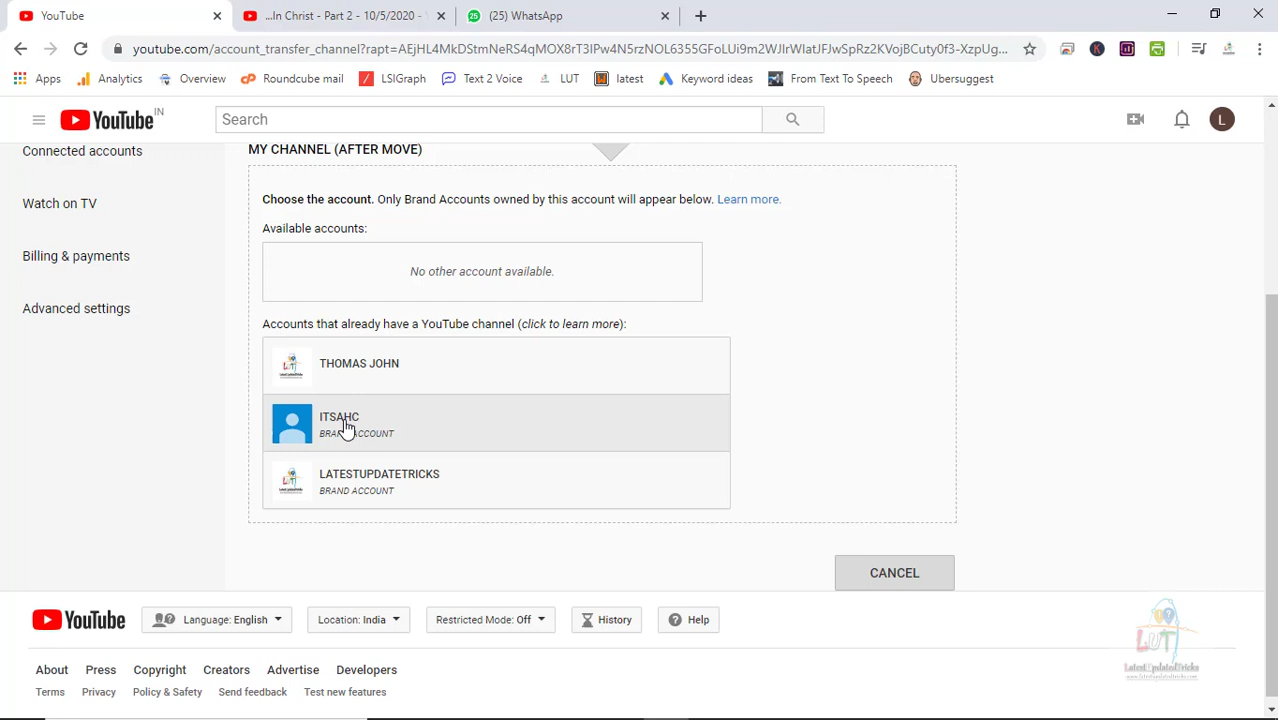 YouTube
...In Christ - Part 2 - 10/5/2020 -
(25) WhatsApp
youtube.com/account_transfer_channel?rapt=AEjHL4MkDStnNeRS4qMOX8rT3IPw4N5rzNOL6355GFoLUi9m2WJIrWIatJFJwSpRz2KVojBCuty0f3-XzpUg...
Apps Analytics Overview Roundcube mail LSIGraph Text 2 Voice LUT latest Keyword ideas From Text To Speech Ubersuggest
YouTube IN
Search
L
Connected accounts
Watch on TV
Billing & payments
Advanced settings
MY CHANNEL (AFTER MOVE)
Choose the account. Only Brand Accounts owned by this account will appear below. Learn more.
Available accounts:
No other account available.
Accounts that already have a YouTube channel (click to learn more):
THOMAS JOHN
ITSAHC
BRAND ACCOUNT
LATESTUPDATETRICKS
BRAND ACCOUNT
CANCEL
YouTube Language: English Location: India Restricted Mode: Off History Help
About Press Copyright Creators Advertise Developers
Terms Privacy Policy & Safety Send feedback Test new features
LUT
LatestUpdatedTricks